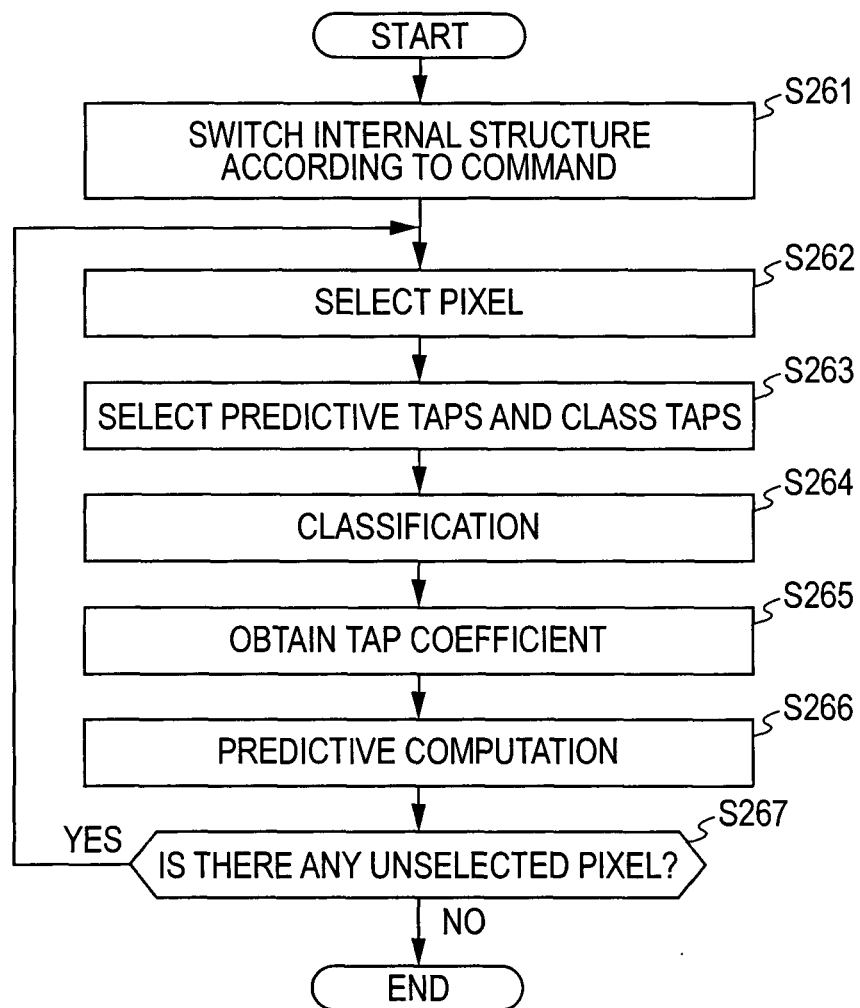 START
S261
SWITCH INTERNAL STRUCTURE
ACCORDING TO COMMAND
S262
SELECT PIXEL
S263
SELECT PREDICTIVE TAPS AND CLASS TAPS
S264
CLASSIFICATION
S265
OBTAIN TAP COEFFICIENT
S266
PREDICTIVE COMPUTATION
S267
YES
IS THERE ANY UNSELECTED PIXEL?
NO
END